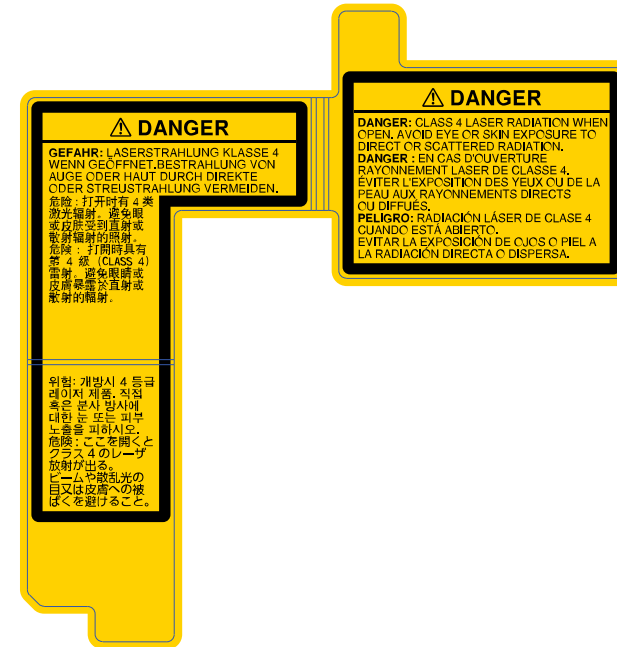 ⚠ DANGER
GEFAHR: LASERSTRAHLUNG KLASSE 4
WENN GEÖFFNET.BESTRAHLUNG VON
AUGE ODER HAUT DURCH DIREKTE
ODER STREUSTRAHLUNG VERMEIDEN.
危险: 打开时有 4 类
激光辐射。避免眼
或皮肤受到直射或
散射辐射的照射。
危険: 打開時具有
第 4 級 (CLASS 4)
雷射。避免眼睛或
皮膚暴露於直射或
散射的輻射。
위험: 개방시 4 등급
레이저 제품. 직접
혹은 분사 방사에
대한 눈 또는 피부
노출을 피하시오.
危険: ここを開くと
クラス 4 のレーザ
放射が出る。
ビームや散乱光の
目又は皮膚への被
ばくを避けること。
⚠ DANGER
DANGER: CLASS 4 LASER RADIATION WHEN
OPEN. AVOID EYE OR SKIN EXPOSURE TO
DIRECT OR SCATTERED RADIATION.
DANGER : EN CAS D'OUVERTURE
RAYONNEMENT LASER DE CLASSE 4.
ÉVITER L'EXPOSITION DES YEUX OU DE LA
PEAU AUX RAYONNEMENTS DIRECTS
OU DIFFUÉS.
PELIGRO: RADIACIÓN LÁSER DE CLASE 4
CUANDO ESTÁ ABIERTO.
EVITAR LA EXPOSICIÓN DE OJOS O PIEL A
LA RADIACIÓN DIRECTA O DISPERSA.